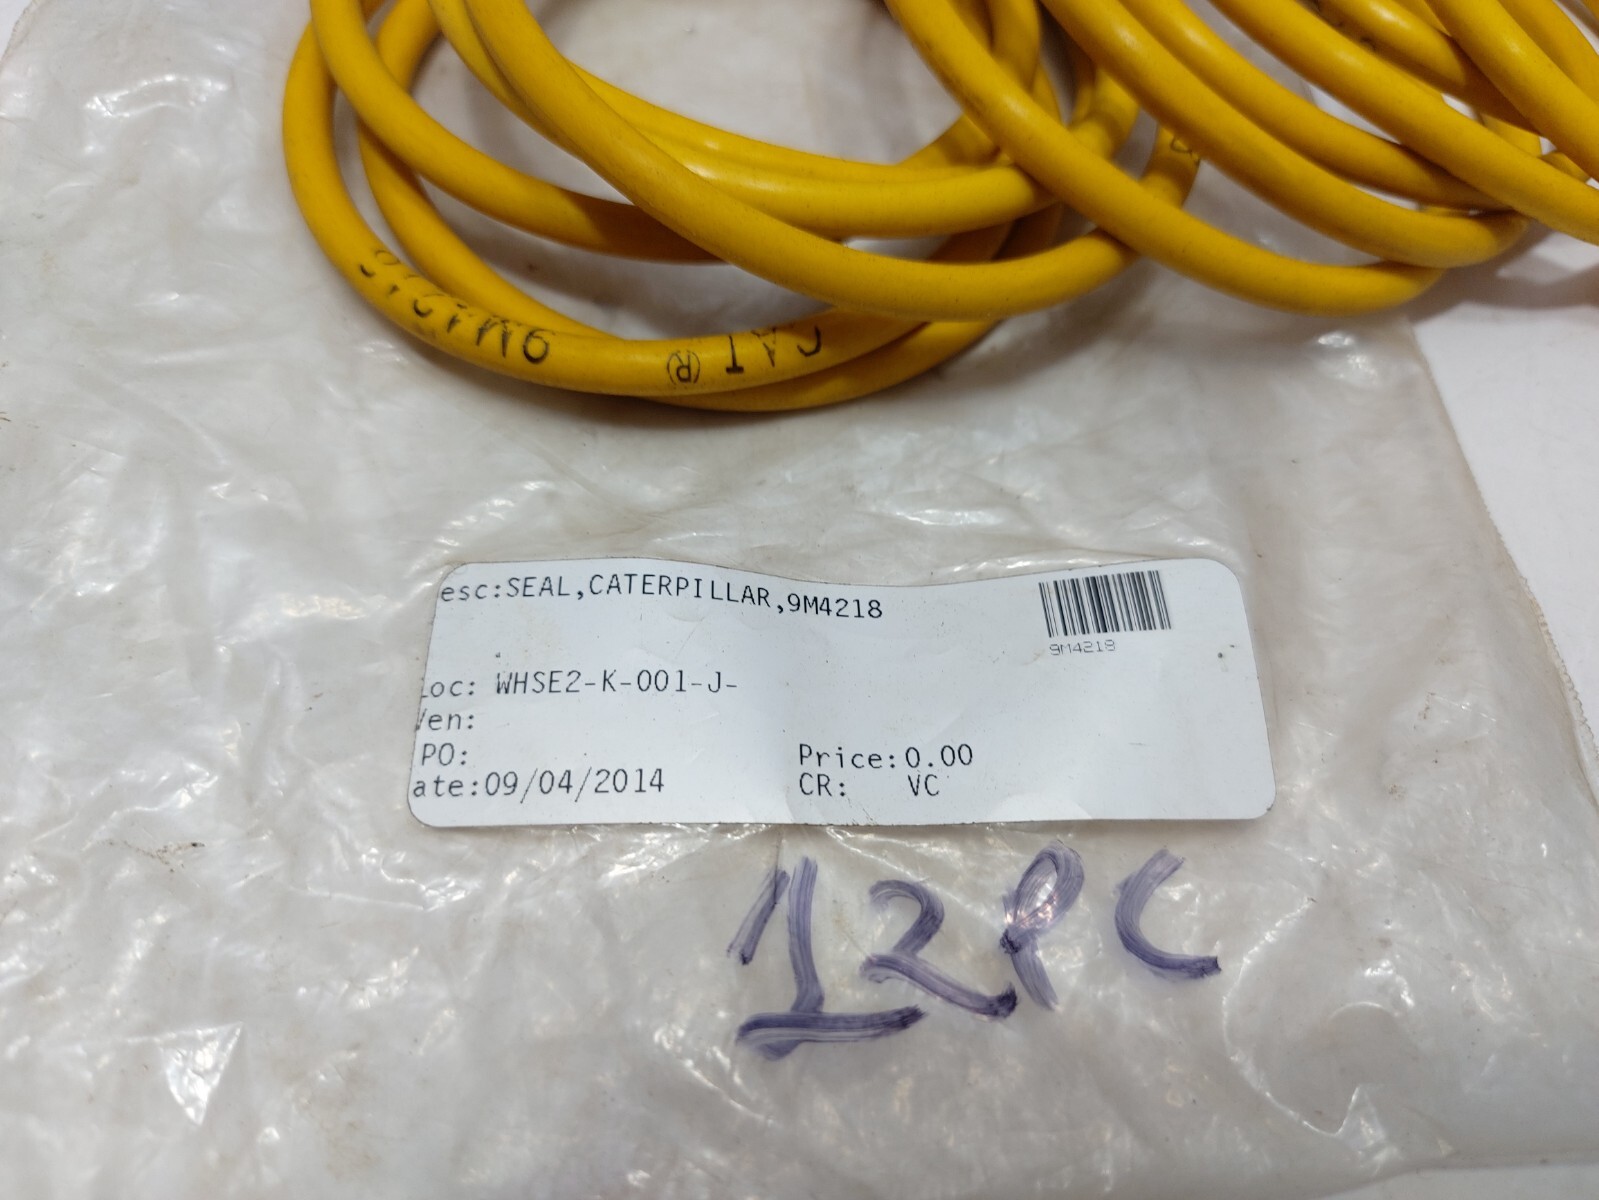 CAT ® 9M4218
esc:SEAL,CATERPILLAR,9M4218
9M4218
Loc: WHSE2-K-001-J-
Ven:
PO:
Price:0.00
ate:09/04/2014
CR: VC
12PC